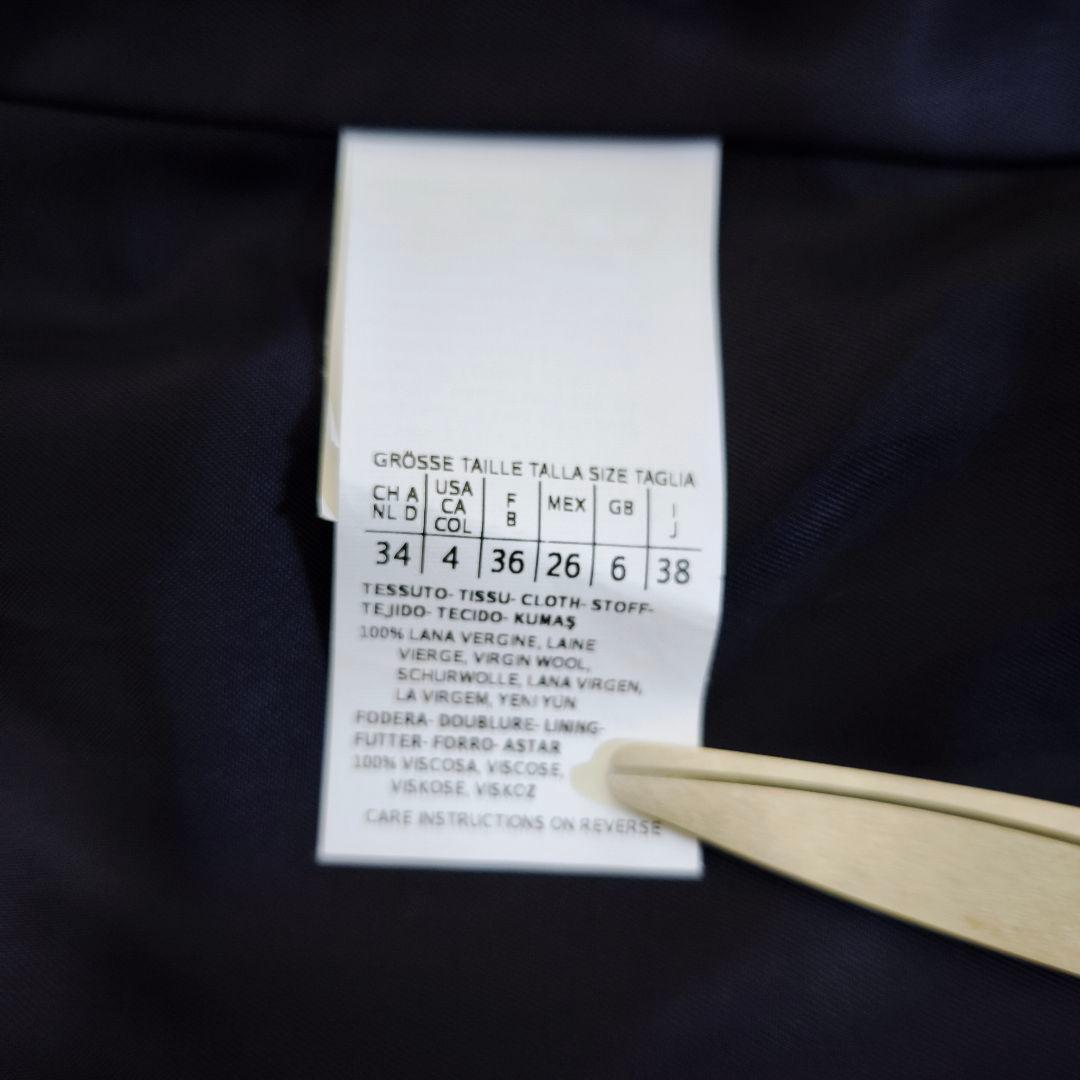 GRÖSSE TAILLE TALLA SIZE TAGLIA
CH A NL D | USA CA COL | F B | MEX | GB | I J
34 | 4 | 36 | 26 | 6 | 38
TESSUTO- TISSU- CLOTH- STOFF-
TEJIDO- TECIDO- KUMAŞ
100% LANA VERGINE, LAINE
VIERGE, VIRGIN WOOL,
SCHURWOLLE, LANA VIRGEN,
LA VIRGEM, YENI YÜN
FODERA- DOUBLURE- LINING-
FUTTER- FORRO- ASTAR
100% VISCOSA, VISCOSE,
VISKOSE, VISKOZ
CARE INSTRUCTIONS ON REVERSE